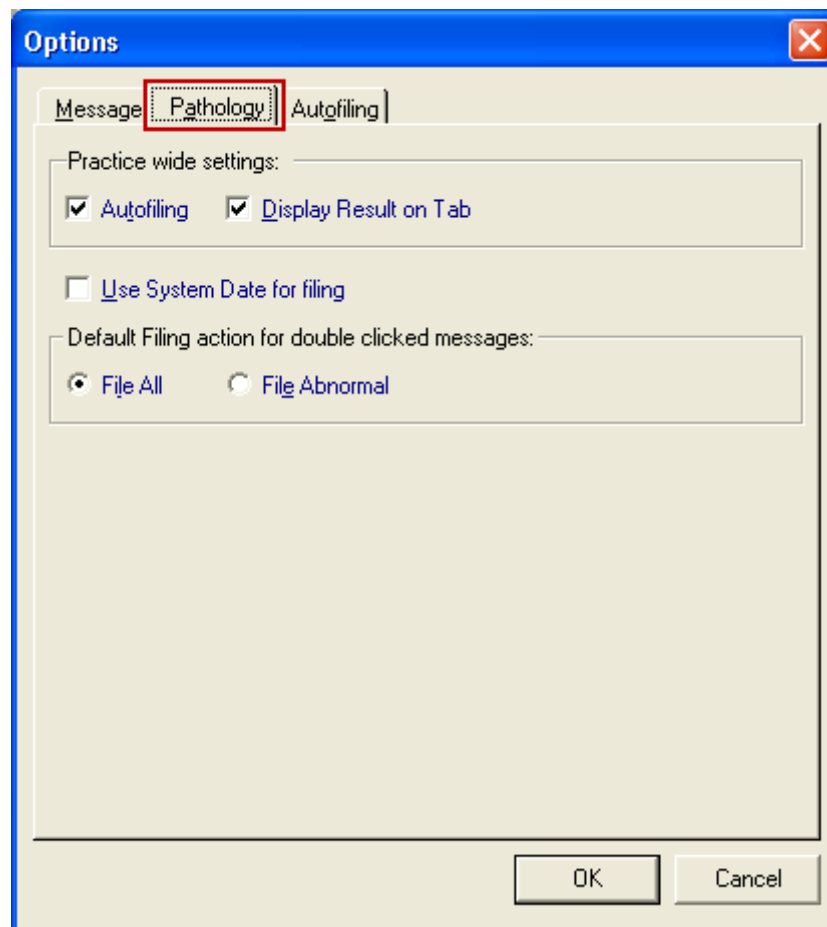 Options
Message Pathology Autofiling
Practice wide settings:
Autofiling Display Result on Tab
Use System Date for filing
Default Filing action for double clicked messages:
File All File Abnormal
OK Cancel